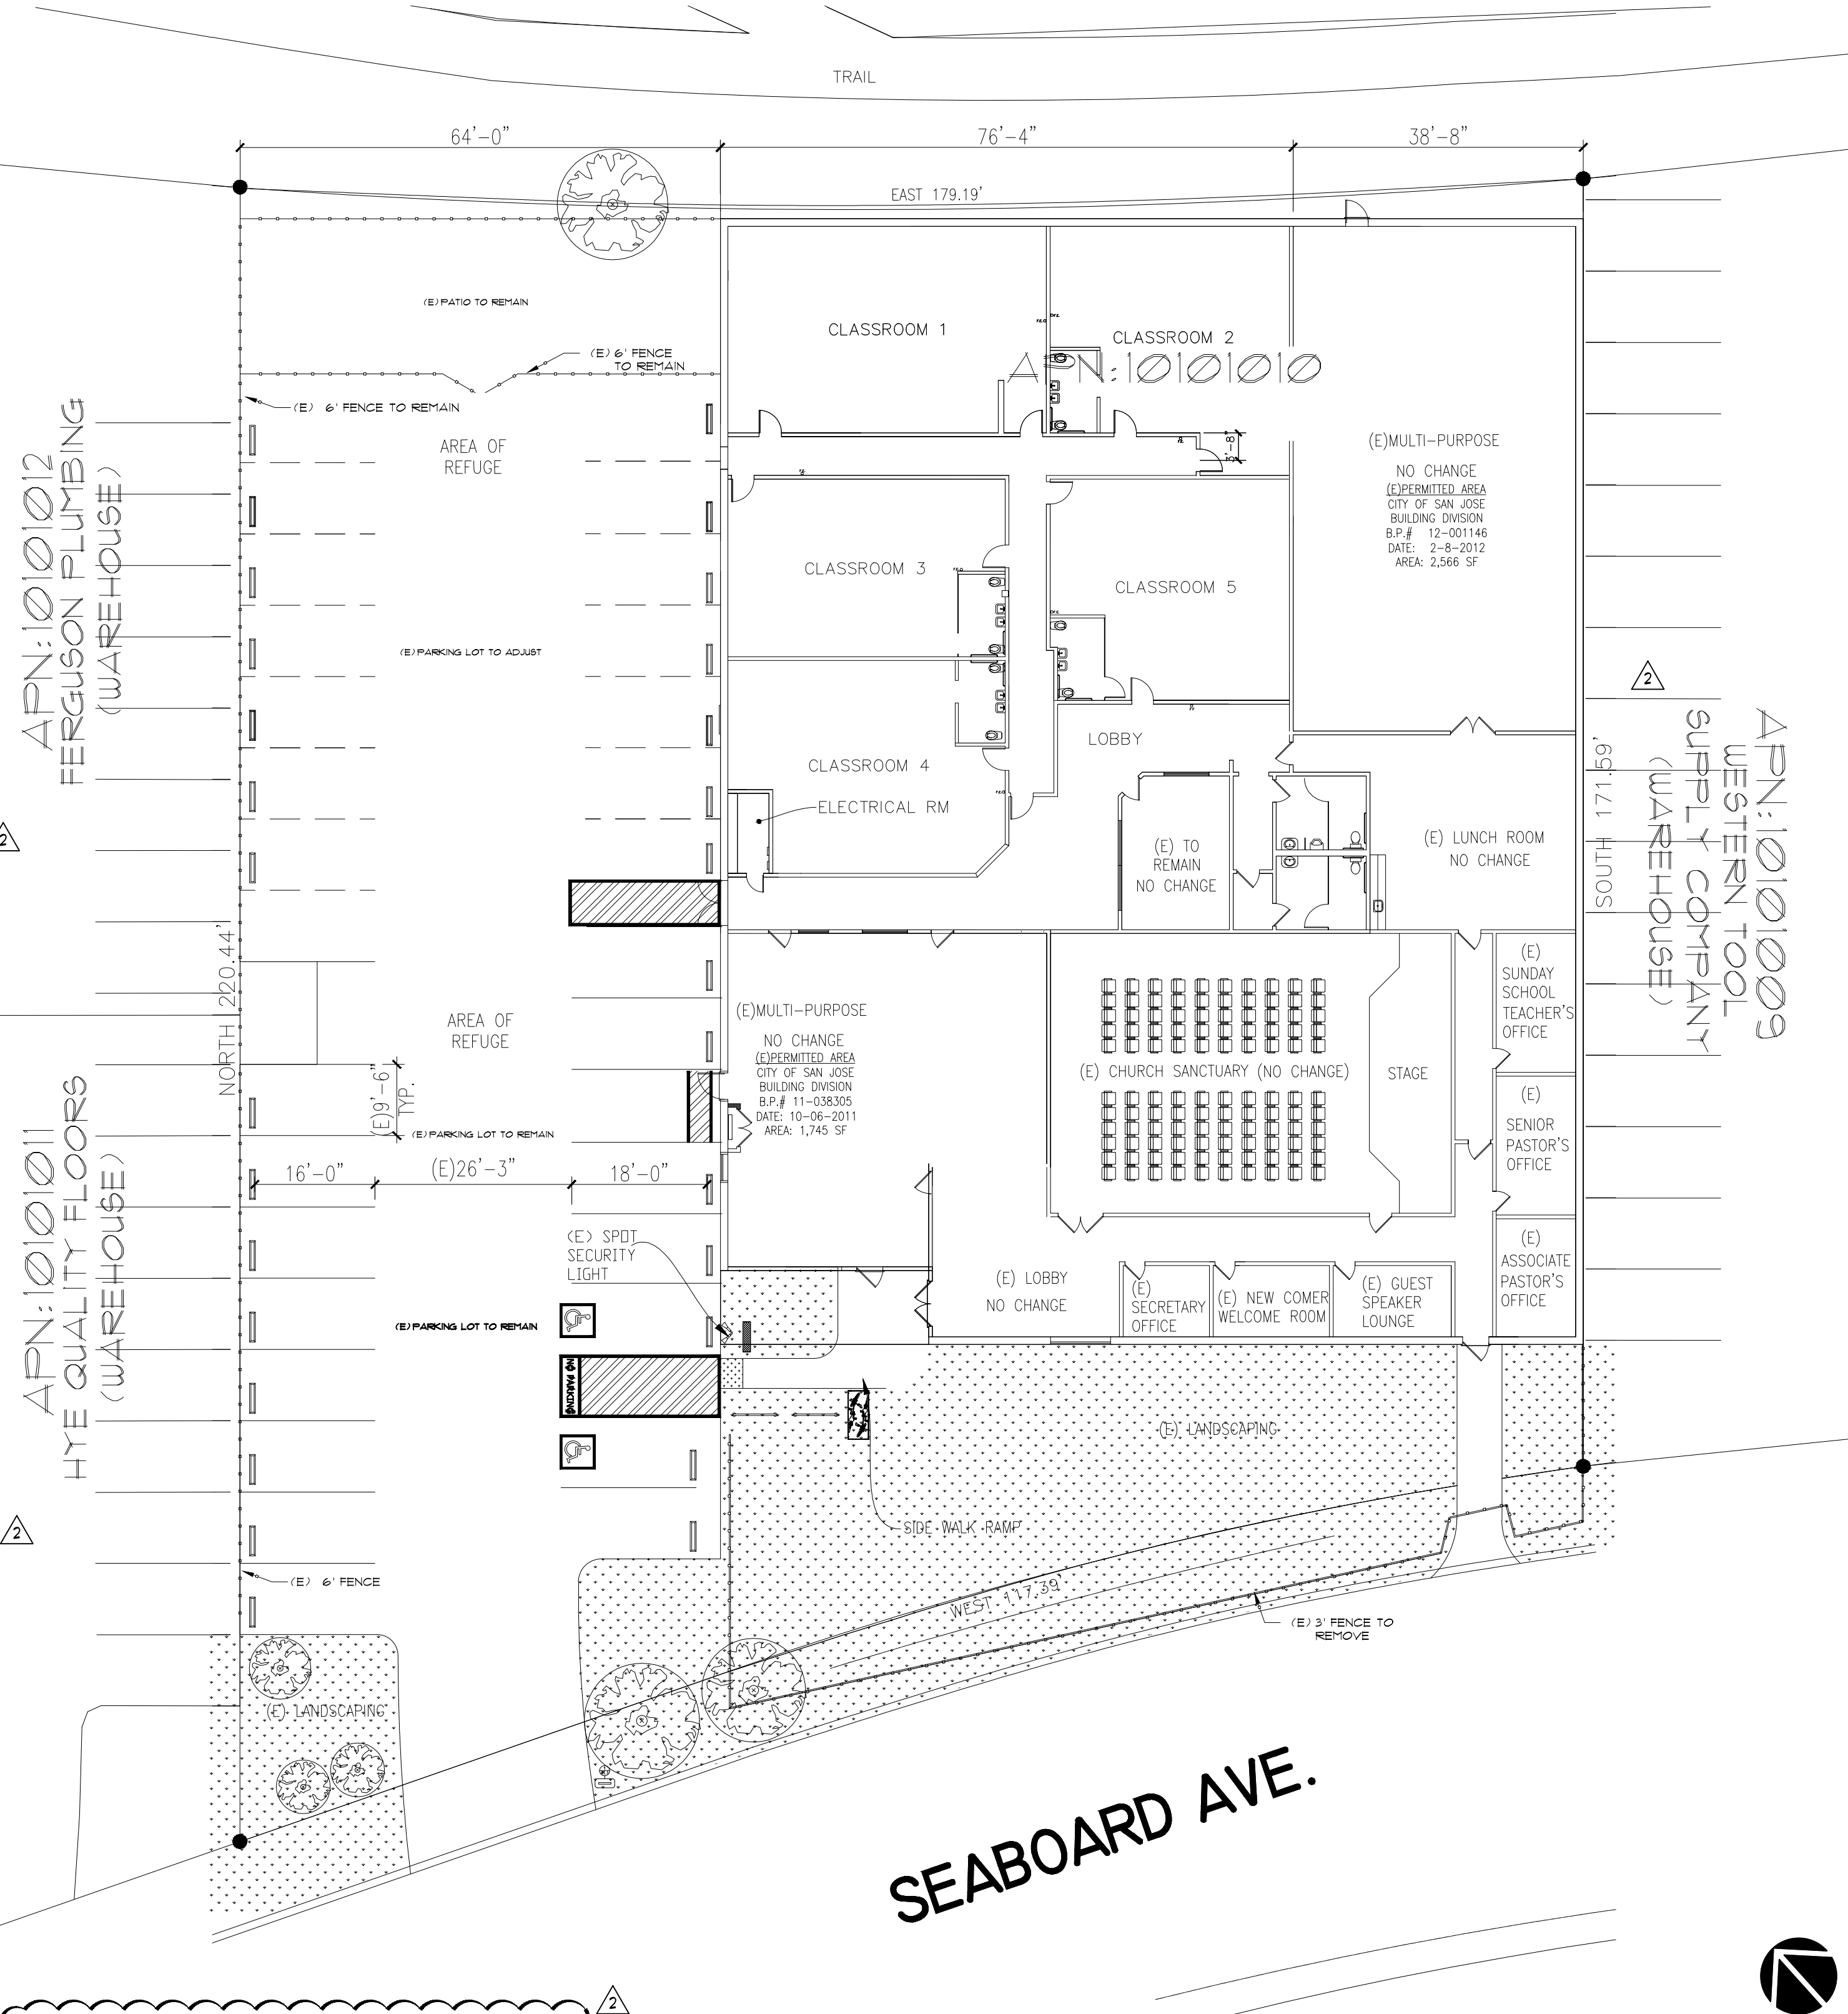 TRAIL
64'-0"
76'-4"
38'-8"
EAST 179.19'
(E) PATIO TO REMAIN
(E) 6' FENCE
TO REMAIN
(E) 6' FENCE TO REMAIN
AREA OF
REFUGE
CLASSROOM 1
CLASSROOM 2
APN:10101010
3'-8"
(E)MULTI-PURPOSE
NO CHANGE
(E)PERMITTED AREA
CITY OF SAN JOSE
BUILDING DIVISION
B.P.# 12-001146
DATE: 2-8-2012
AREA: 2,566 SF
APN:10101012
FERGUSON PLUMBING
(WAREHOUSE)
CLASSROOM 3
CLASSROOM 5
(E) PARKING LOT TO ADJUST
2
APN:10101009
WESTERN TOOL
SUPPLY COMPANY
(WAREHOUSE)
SOUTH 171.59'
LOBBY
CLASSROOM 4
ELECTRICAL RM
2
(E) TO
REMAIN
NO CHANGE
(E) LUNCH ROOM
NO CHANGE
NORTH 220.44'
AREA OF
REFUGE
(E)MULTI-PURPOSE
NO CHANGE
(E)PERMITTED AREA
CITY OF SAN JOSE
BUILDING DIVISION
B.P.# 11-038305
DATE: 10-06-2011
AREA: 1,745 SF
(E) CHURCH SANCTUARY (NO CHANGE)
STAGE
(E)
SUNDAY
SCHOOL
TEACHER'S
OFFICE
(E)
SENIOR
PASTOR'S
OFFICE
(E)
ASSOCIATE
PASTOR'S
OFFICE
(E)9'-6"
TYP.
(E) PARKING LOT TO REMAIN
16'-0"
(E)26'-3"
18'-0"
APN:10101011
HYE QUALITY FLOORS
(WAREHOUSE)
(E) SPOT
SECURITY
LIGHT
(E) LOBBY
NO CHANGE
(E)
SECRETARY
OFFICE
(E) NEW COMER
WELCOME ROOM
(E) GUEST
SPEAKER
LOUNGE
(E) PARKING LOT TO REMAIN
NO PARKING
(E) LANDSCAPING
SIDE WALK RAMP
2
(E) 6' FENCE
WEST 117.39'
(E) 3' FENCE TO
REMOVE
(E) LANDSCAPING
SEABOARD AVE.
2